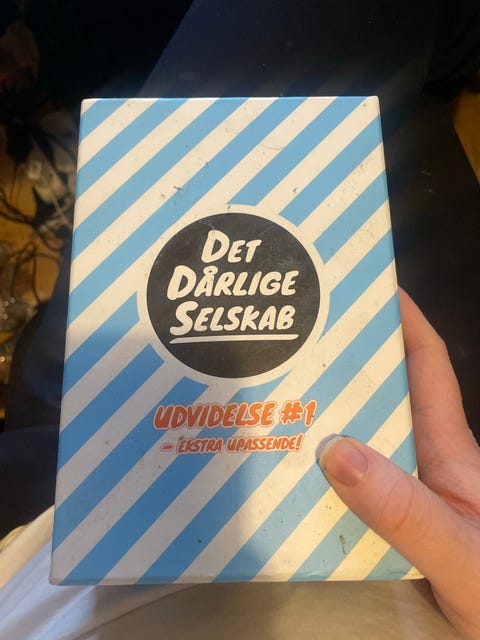 DET
DÅRLIGE
SELSKAB
UDVIDELSE #1
– EKSTRA UPASSENDE!